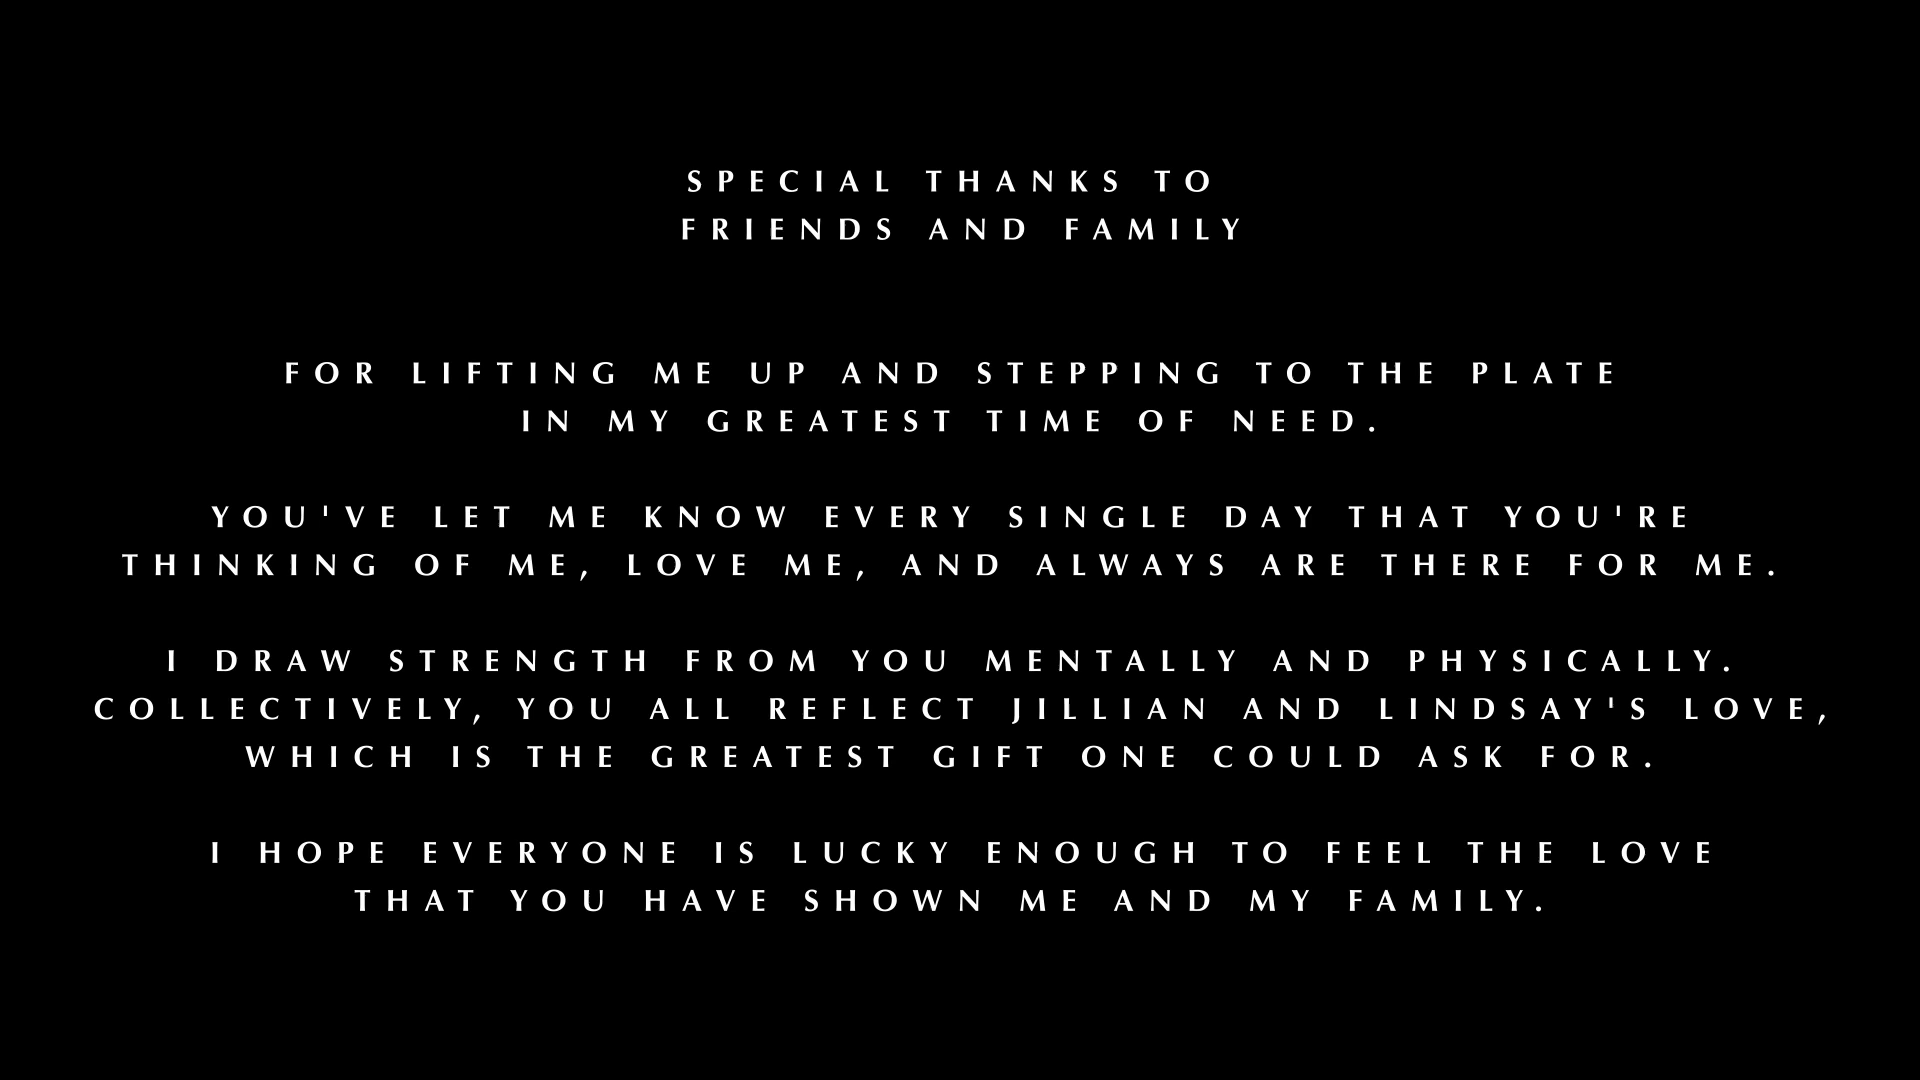 SPECIAL THANKS TO
FRIENDS AND FAMILY
FOR LIFTING ME UP AND STEPPING TO THE PLATE
IN MY GREATEST TIME OF NEED.
YOU'VE LET ME KNOW EVERY SINGLE DAY THAT YOU'RE
THINKING OF ME, LOVE ME, AND ALWAYS ARE THERE FOR ME.
I DRAW STRENGTH FROM YOU MENTALLY AND PHYSICALLY.
COLLECTIVELY, YOU ALL REFLECT JILLIAN AND LINDSAY'S LOVE,
WHICH IS THE GREATEST GIFT ONE COULD ASK FOR.
I HOPE EVERYONE IS LUCKY ENOUGH TO FEEL THE LOVE
THAT YOU HAVE SHOWN ME AND MY FAMILY.